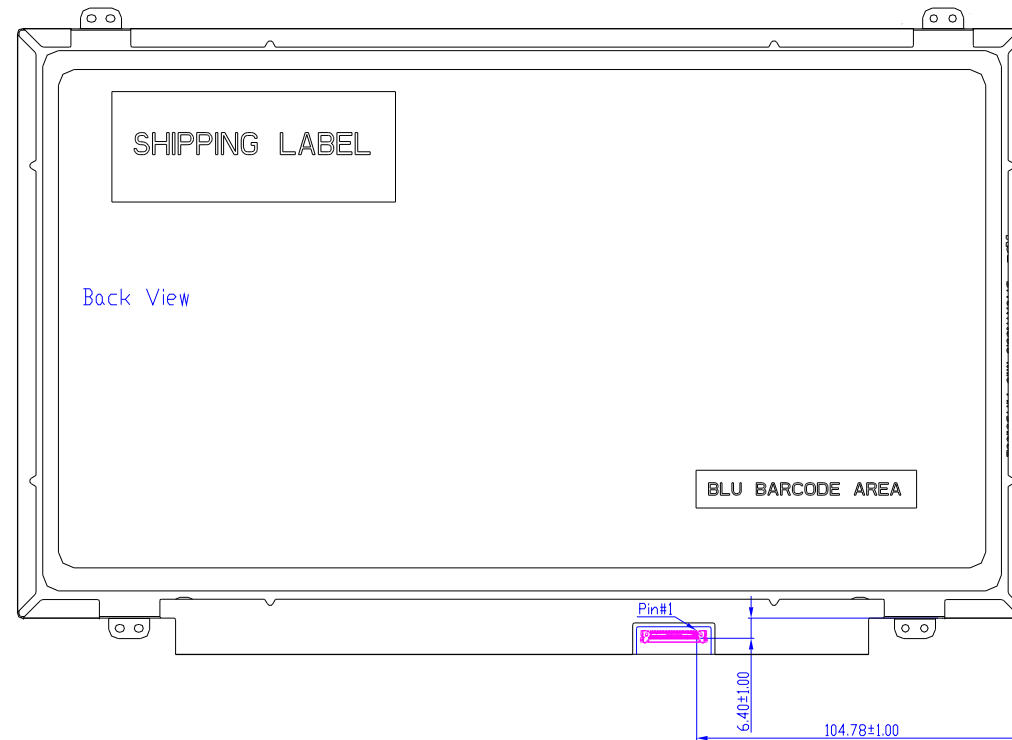 SHIPPING LABEL
Back View
BLU BARCODE AREA
Pin#1
6.40±1.00
104.78±1.00